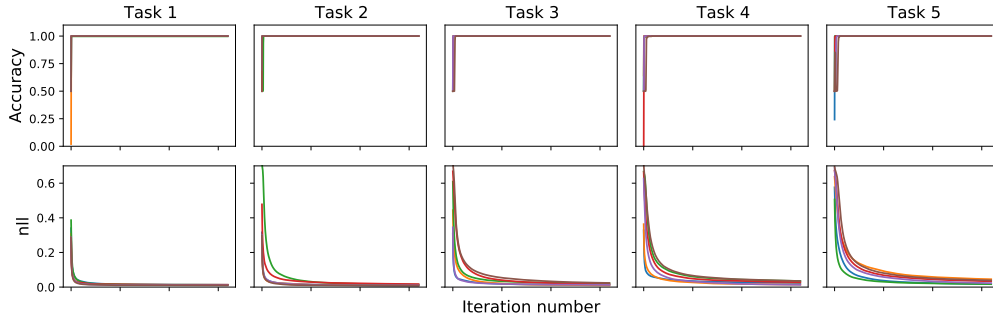 Task 1
Task 2
Task 3
Task 4
Task 5
Accuracy
1.00
0.75
0.50
0.25
0.00
nll
0.6
0.4
0.2
0.0
Iteration number